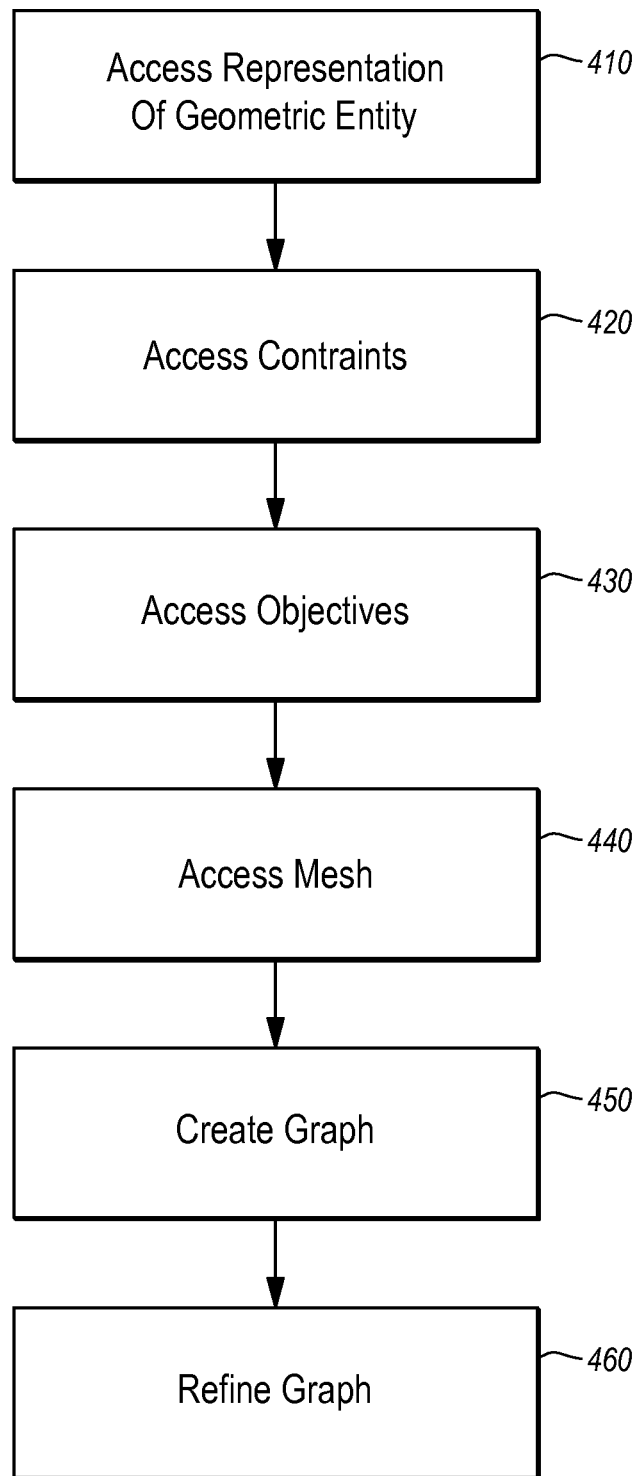 Access Representation
Of Geometric Entity
410
Access Contraints
420
Access Objectives
430
Access Mesh
440
Create Graph
450
Refine Graph
460